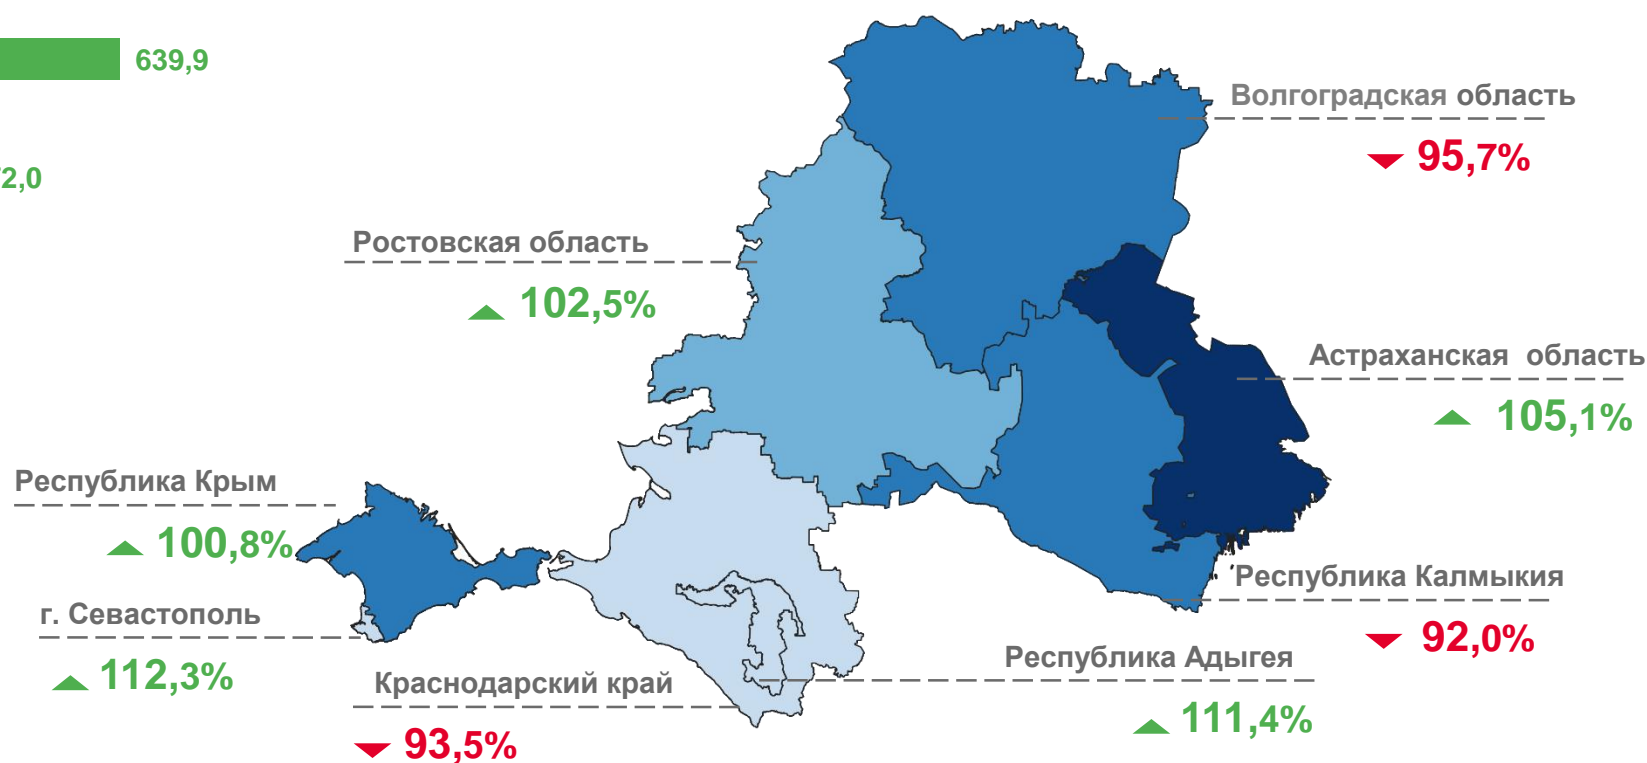 639,9
2,0
Волгоградская область
95,7%
Ростовская область
102,5%
Астраханская область
105,1%
Республика Крым
100,8%
г. Севастополь
112,3%
Республика Калмыкия
92,0%
Республика Адыгея
111,4%
Краснодарский край
93,5%